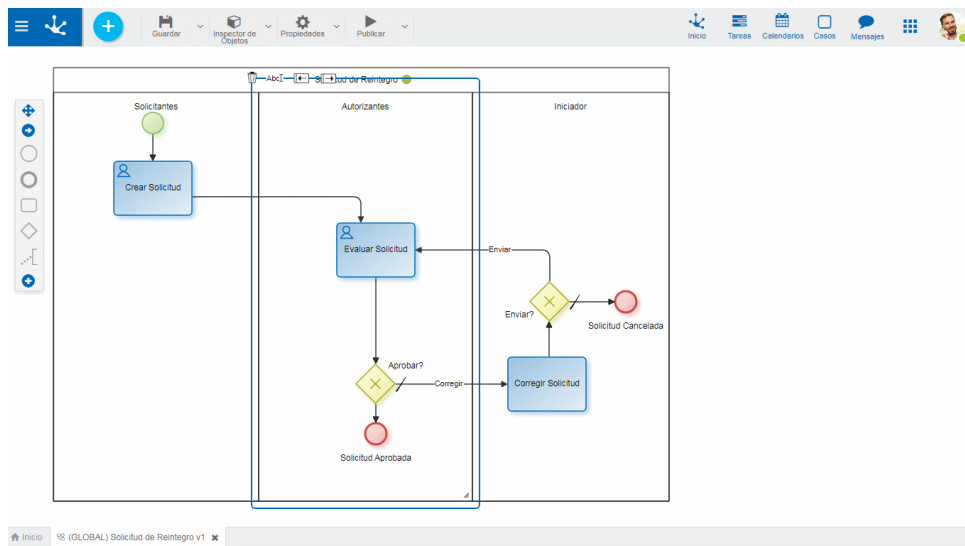 Guardar
Inspector de
Objetos
Propiedades
Publicar
Inicio
Tareas
Calendarios
Casos
Mensajes
Abc
de Reintegro
Solicitantes
Autorizantes
Iniciador
Crear Solicitud
Evaluar Solicitud
Enviar
Enviar?
Solicitud Cancelada
Aprobar?
Corregir
Corregir Solicitud
Solicitud Aprobada
Inicio
(GLOBAL) Solicitud de Reintegro v1